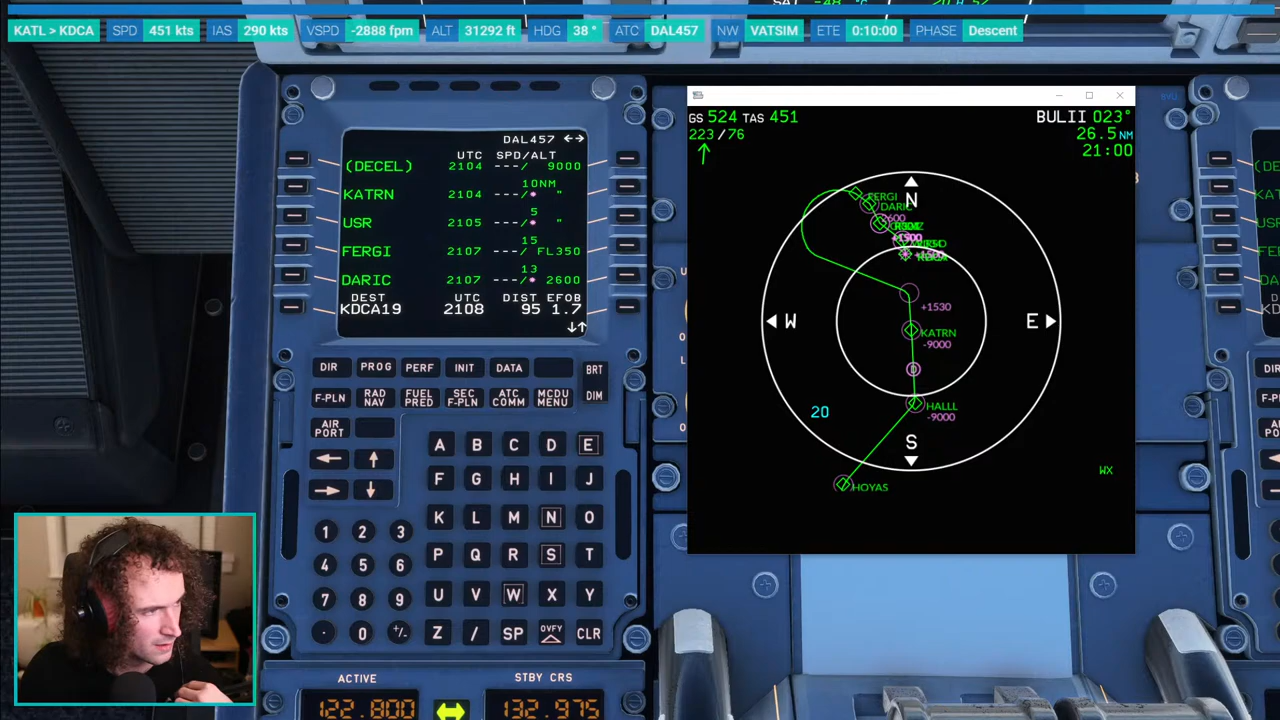 KATL > KDCA SPD 451 kts IAS 290 kts VSPD -2888 fpm ALT 31292 ft HDG 38 ° ATC DAL457 NW VATSIM ETE 0:10:00 PHASE Descent
DAL457 ↔
UTC SPD/ALT
(DECEL) 2104 ---/ 9000
10NM
KATRN 2104 ---/* "
5
USR 2105 ---/* "
15
FERGI 2107 ---/ FL350
13
DARIC 2107 ---/* 2600
DEST UTC DIST EFOB
KDCA19 2108 95 1.7
↓↑
DIR PROG PERF INIT DATA
BRT
DIM
F-PLN RAD NAV FUEL PRED SEC F-PLN ATC COMM MCDU MENU
AIR PORT
← ↑
→ ↓
A B C D E
F G H I J
K L M N O
P Q R S T
U V W X Y
Z / SP OVFY CLR
1 2 3
4 5 6
7 8 9
. 0 +/-
ACTIVE STBY CRS
122.800 132.975
GS 524 TAS 451
223/76
BULII 023°
26.5 NM
21:00
N
W E
S
FERGI
DARIC
2600
+1530
KATRN
-9000
D
HALLL
-9000
20
HOYAS
WX